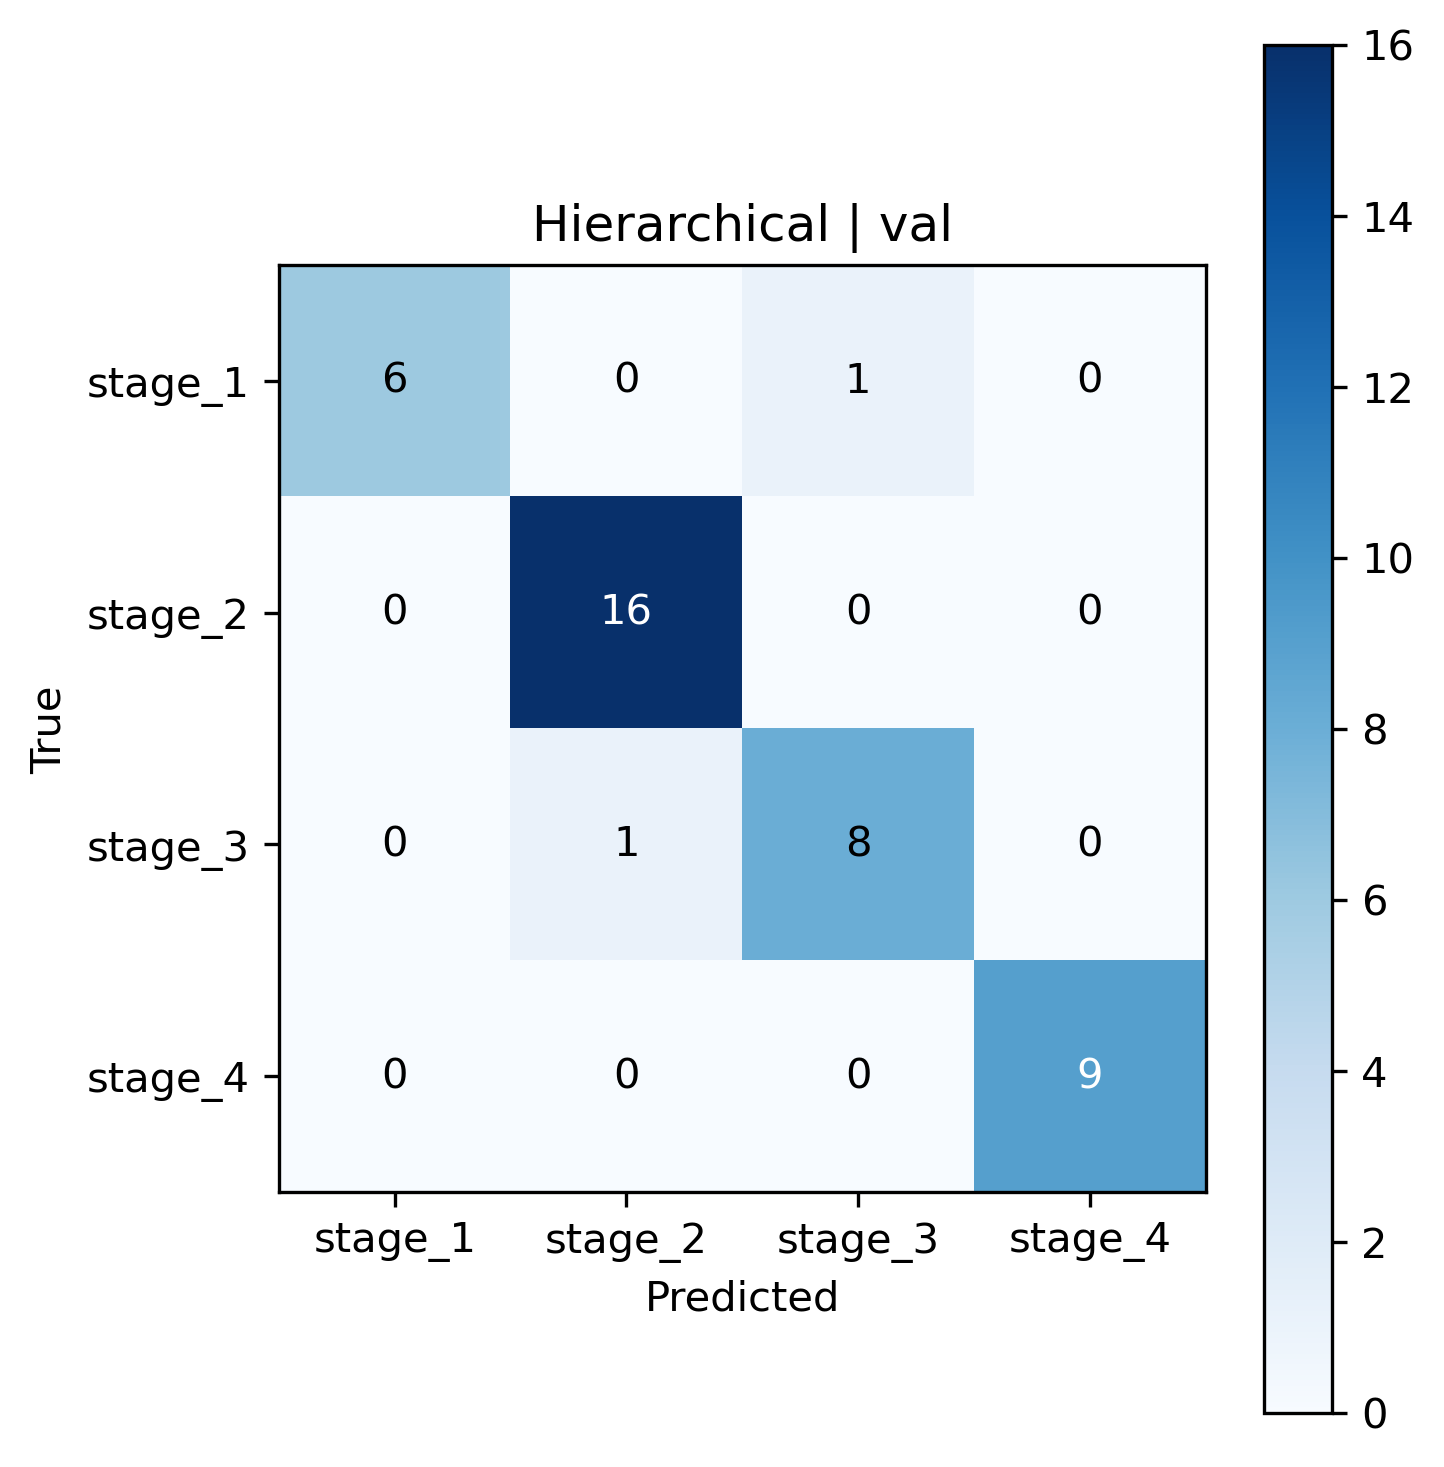 Hierarchical | val
stage_1 6 0 1 0
stage_2 0 16 0 0
stage_3 0 1 8 0
stage_4 0 0 0 9
True
stage_1 stage_2 stage_3 stage_4
Predicted
16
14
12
10
8
6
4
2
0